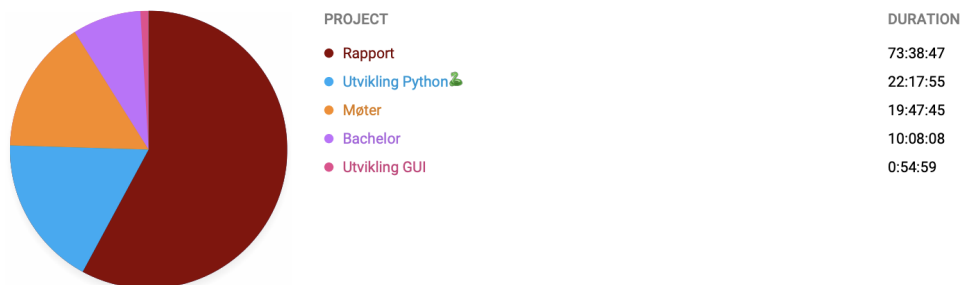 PROJECT DURATION
Rapport 73:38:47
Utvikling Python🐍 22:17:55
Møter 19:47:45
Bachelor 10:08:08
Utvikling GUI 0:54:59